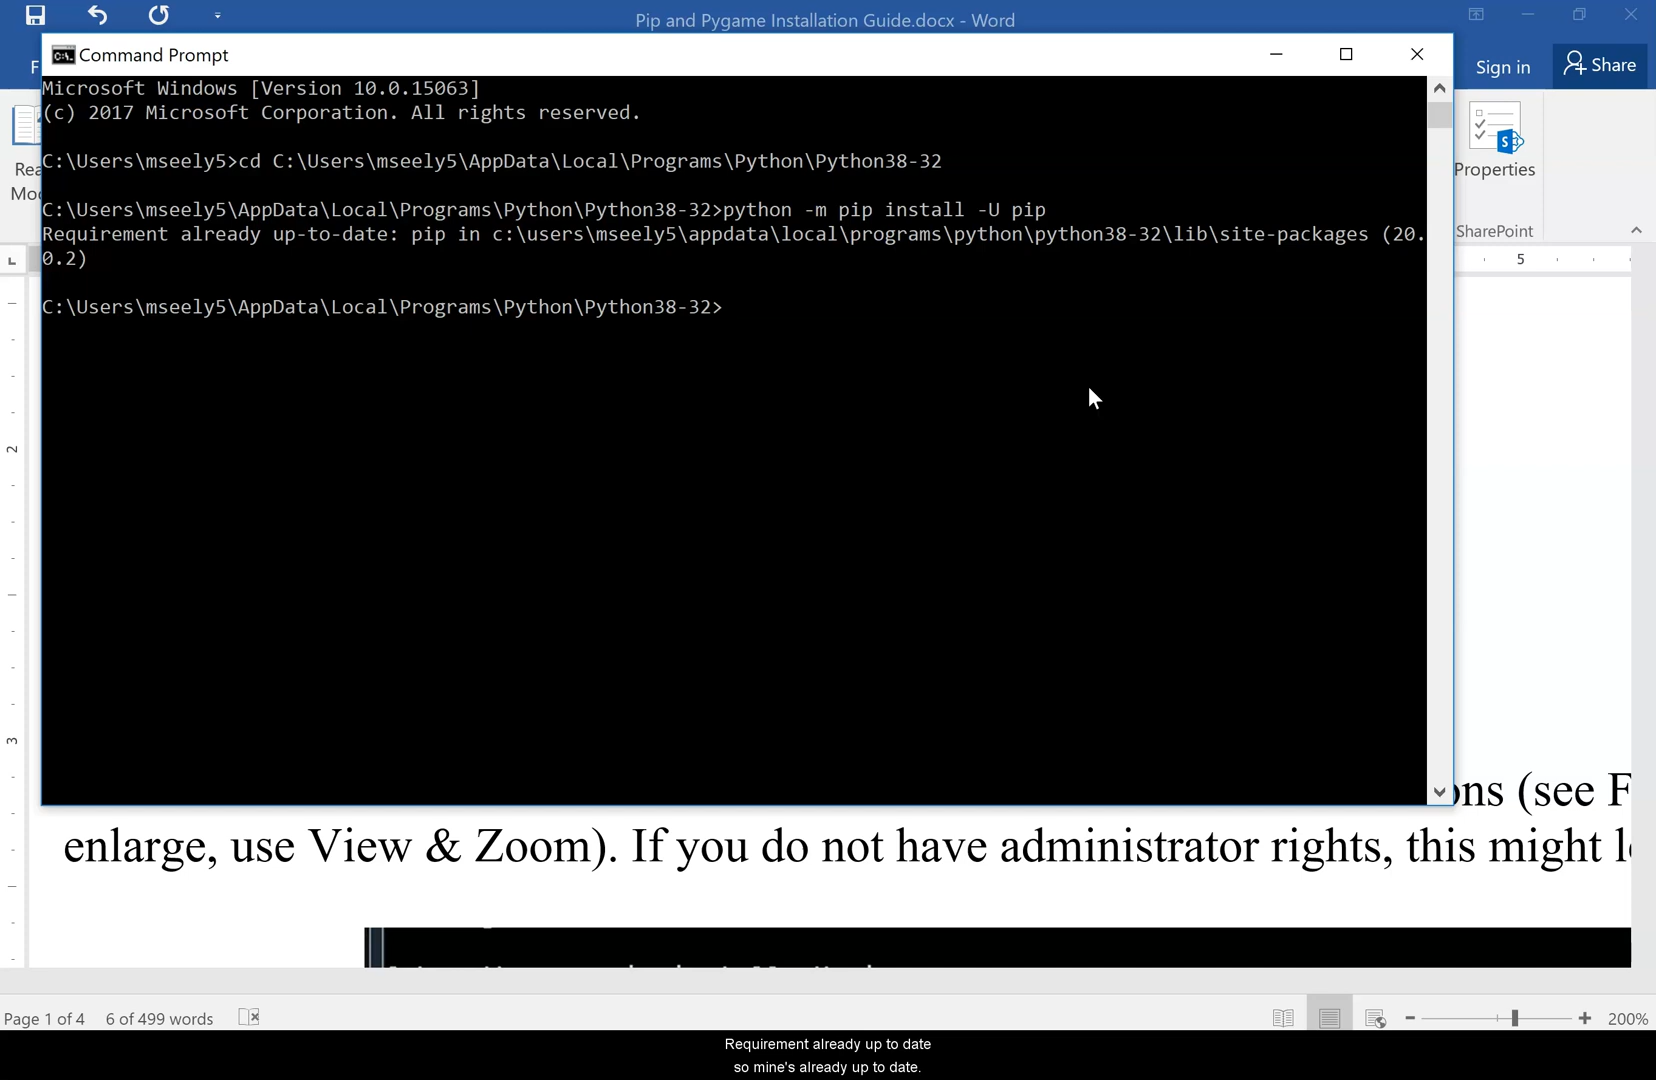 Pip and Pygame Installation Guide.docx - Word
Command Prompt
Sign in
Share
Microsoft Windows [Version 10.0.15063]
(c) 2017 Microsoft Corporation. All rights reserved.
C:\Users\mseely5>cd C:\Users\mseely5\AppData\Local\Programs\Python\Python38-32
C:\Users\mseely5\AppData\Local\Programs\Python\Python38-32>python -m pip install -U pip
Requirement already up-to-date: pip in c:\users\mseely5\appdata\local\programs\python\python38-32\lib\site-packages (20.
0.2)
C:\Users\mseely5\AppData\Local\Programs\Python\Python38-32>
Properties
SharePoint
5
2
3
(see
enlarge, use View & Zoom). If you do not have administrator rights, this might
Page 1 of 4 6 of 499 words
200%
Requirement already up to date
so mine's already up to date.